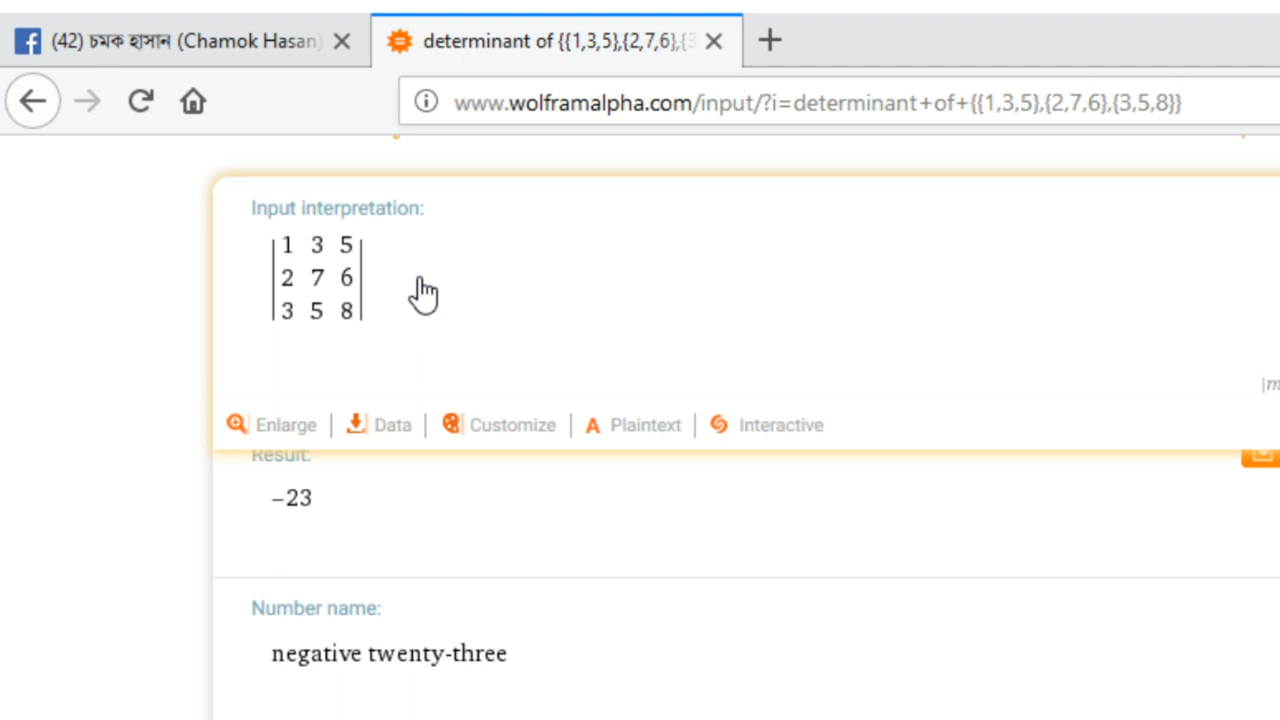 (42) চমক হাসান (Chamok Hasan)
determinant of {{1,3,5},{2,7,6},{3
www.wolframalpha.com/input/?i=determinant+of+{{1,3,5},{2,7,6},{3,5,8}}
Input interpretation:
1 3 5
2 7 6
3 5 8
Enlarge | Data | Customize | A Plaintext | Interactive
Result:
−23
Number name:
negative twenty-three